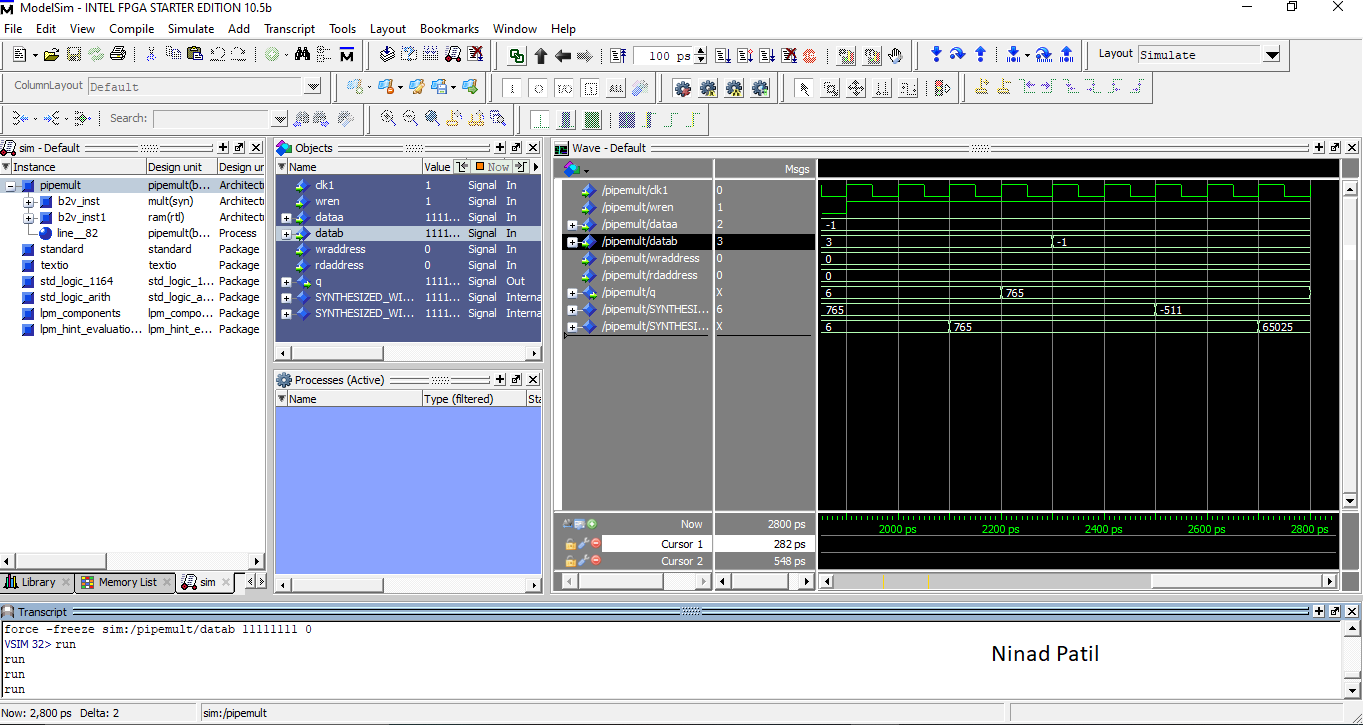 ModelSim - INTEL FPGA STARTER EDITION 10.5b
File Edit View Compile Simulate Add Transcript Tools Layout Bookmarks Window Help
100 ps
Layout Simulate
ColumnLayout Default
ALL
Search:
sim - Default
Instance Design unit Design ur
pipemult pipemult(b... Architecti
b2v_inst mult(syn) Architecti
b2v_inst1 ram(rtl) Architecti
line__82 pipemult(b... Process
standard standard Package
textio textio Package
std_logic_1164 std_logic_1... Package
std_logic_arith std_logic_a... Package
lpm_components lpm_compo... Package
lpm_hint_evaluatio... lpm_hint_e... Package
Library Memory List sim
Objects
Name Value Now
clk1 1 Signal In
wren 1 Signal In
dataa 1111... Signal In
datab 1111... Signal In
wraddress 0 Signal In
rdaddress 0 Signal In
q 1111... Signal Out
SYNTHESIZED_WI... 1111... Signal Interna
SYNTHESIZED_WI... 1111... Signal Interna
Processes (Active)
Name Type (filtered) Sta
Wave - Default
Msgs
/pipemult/clk1 0
/pipemult/wren 1
/pipemult/dataa 2 -1
/pipemult/datab 3 3 -1
/pipemult/wraddress 0 0
/pipemult/rdaddress 0 0
/pipemult/q X 6 765
/pipemult/SYNTHESI... 6 765 -511
/pipemult/SYNTHESI... X 6 765 65025
Now 2800 ps 2000 ps 2200 ps 2400 ps 2600 ps 2800 ps
Cursor 1 282 ps
Cursor 2 548 ps
Transcript
force -freeze sim:/pipemult/datab 11111111 0
VSIM 32> run
run
run
run
Ninad Patil
Now: 2,800 ps Delta: 2 sim:/pipemult